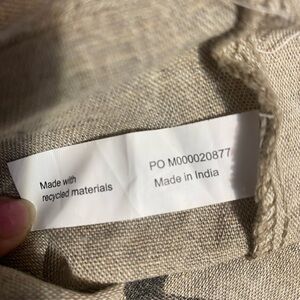 Made with
recycled materials
PO M000020877
Made in India